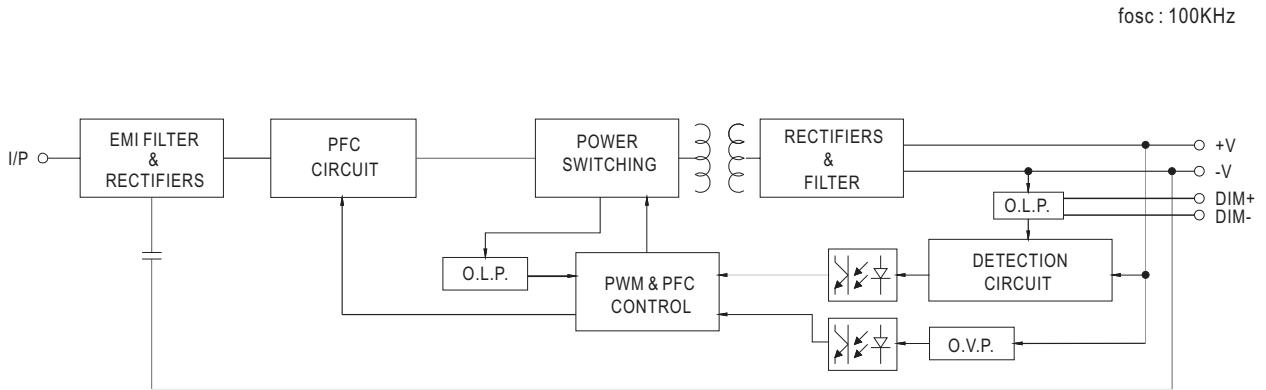 fosc : 100KHz
I/P
EMI FILTER
&
RECTIFIERS
PFC
CIRCUIT
POWER
SWITCHING
RECTIFIERS
&
FILTER
+V
-V
DIM+
DIM-
O.L.P.
O.L.P.
PWM & PFC
CONTROL
DETECTION
CIRCUIT
O.V.P.